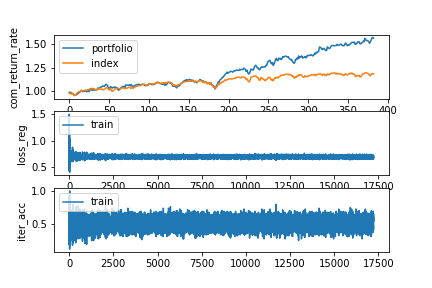 com_return_rate
1.50
1.25
1.00
portfolio
index
0 50 100 150 200 250 300 350 400
loss_reg
1.5
1.0
0.5
train
0 2500 5000 7500 10000 12500 15000 17500
iter_acc
1.0
0.5
train
0 2500 5000 7500 10000 12500 15000 17500